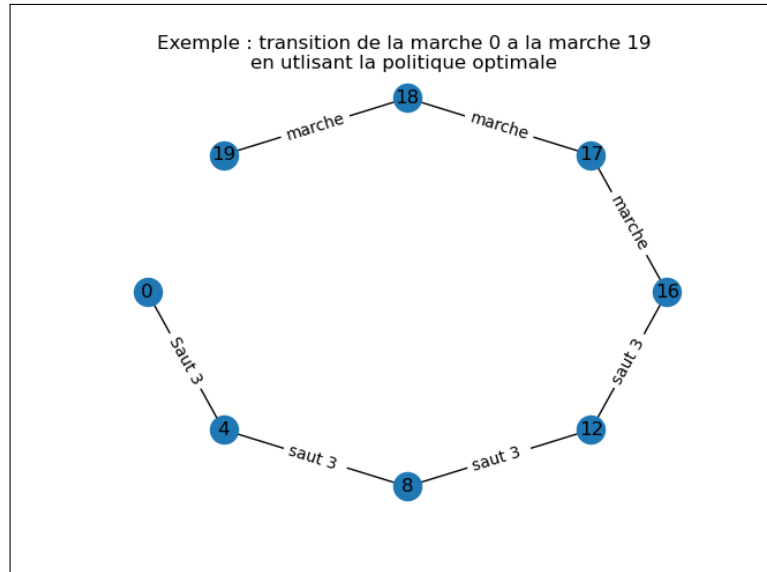 Exemple : transition de la marche 0 a la marche 19
en utlisant la politique optimale
18
marche
marche
19
17
marche
0
16
Saut 3
saut 3
4
12
saut 3
saut 3
8